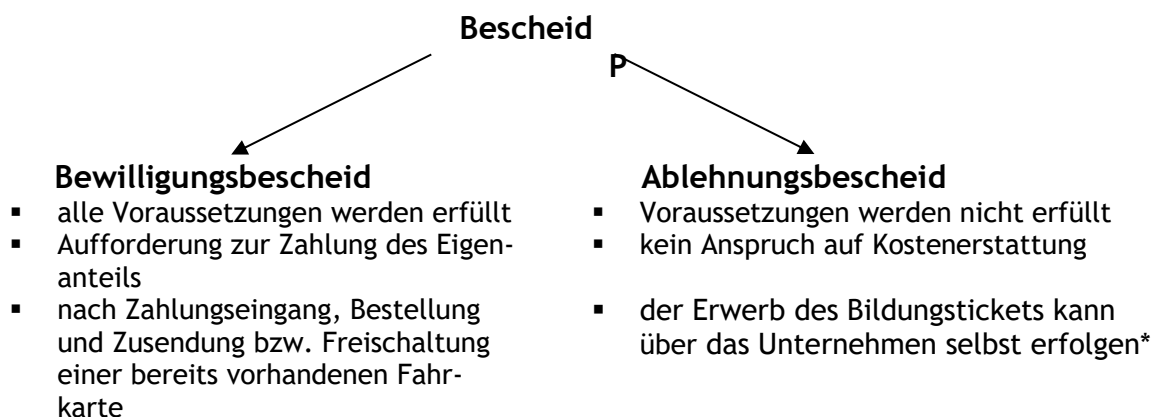 Bescheid
P
Bewilligungsbescheid
▪ alle Voraussetzungen werden erfüllt
▪ Aufforderung zur Zahlung des Eigen-
anteils
▪ nach Zahlungseingang, Bestellung
und Zusendung bzw. Freischaltung
einer bereits vorhandenen Fahr-
karte
Ablehnungsbescheid
▪ Voraussetzungen werden nicht erfüllt
▪ kein Anspruch auf Kostenerstattung
▪ der Erwerb des Bildungstickets kann
über das Unternehmen selbst erfolgen*